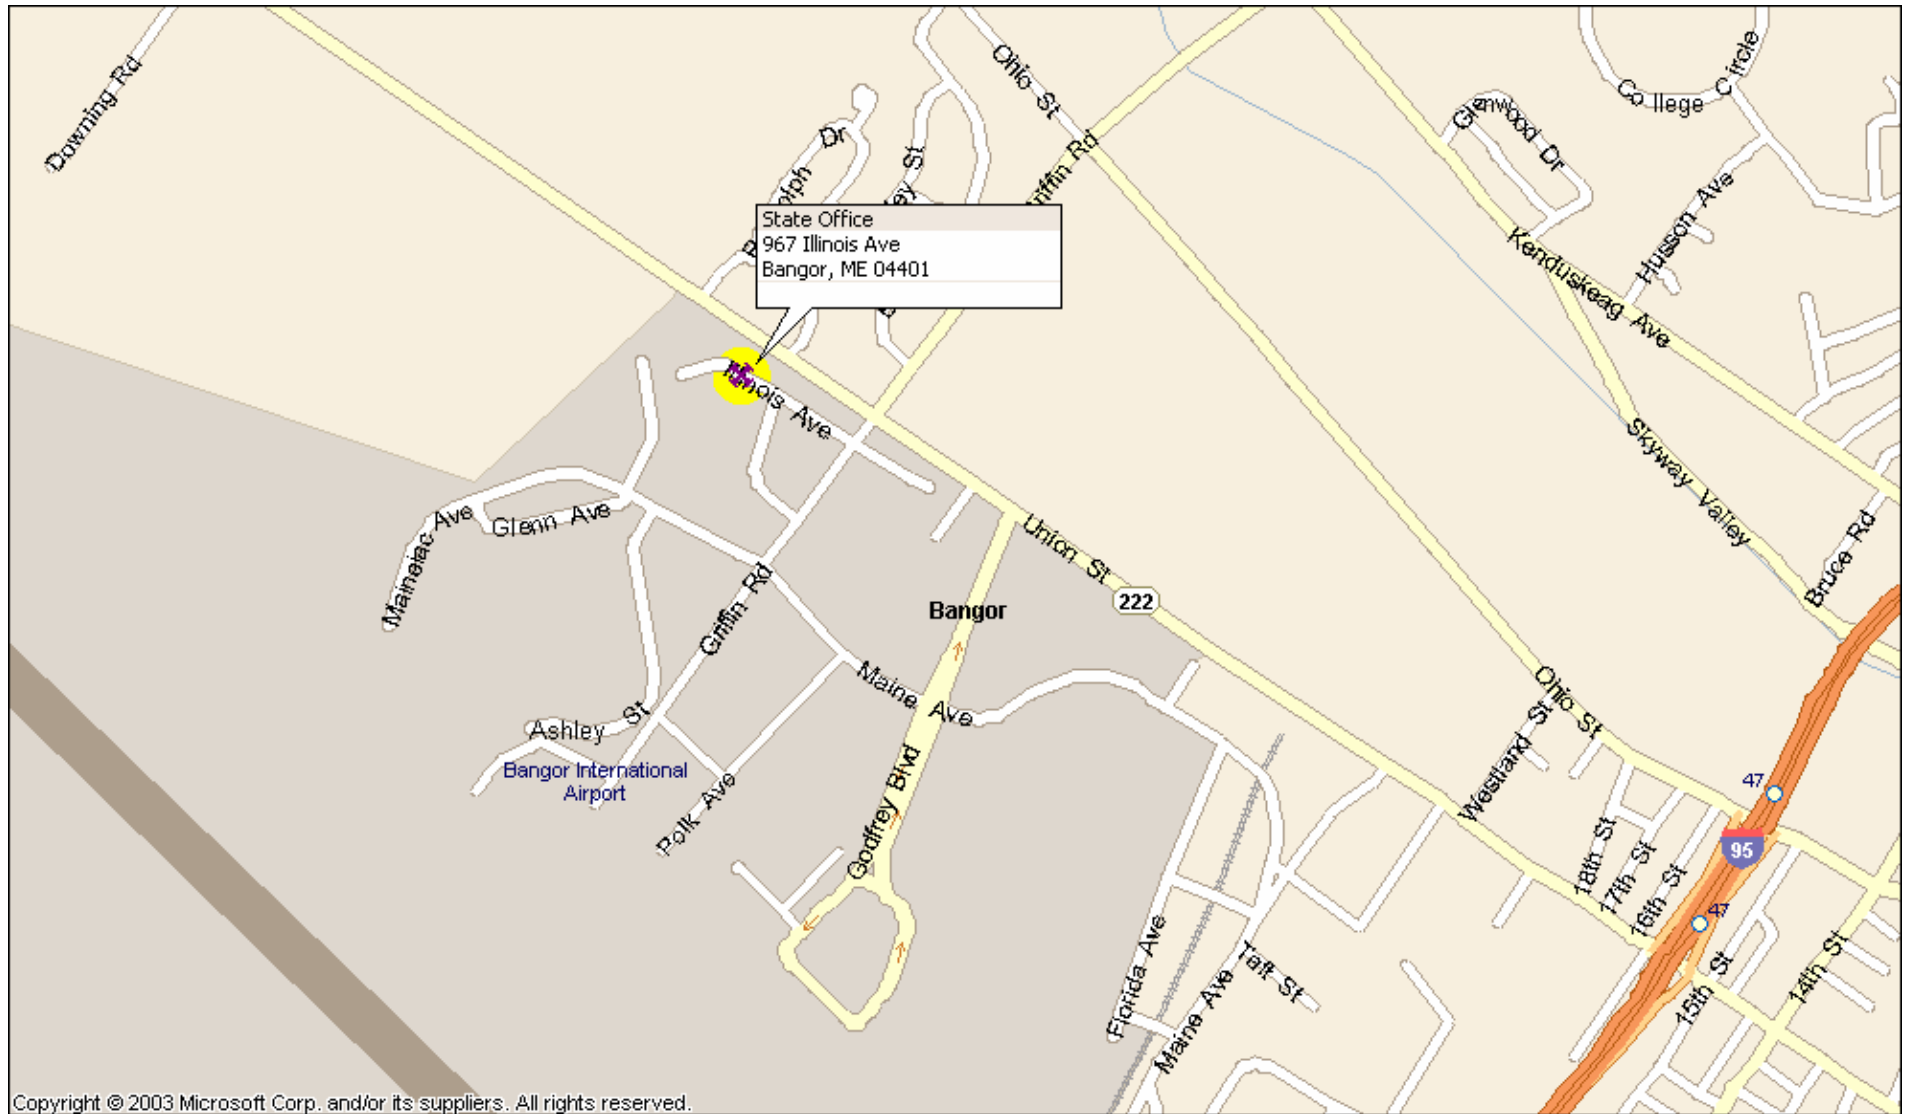 Downing Rd
Ohio St
Dr
Griffin Rd
College Circle
Glenwood Dr
Husson Ave
State Office
967 Illinois Ave
Bangor, ME 04401
Kenduskeag Ave
Illinois Ave
Skyway Valley
Maineiac Ave
Glenn Ave
Union St
222
Bruce Rd
Griffin Rd
Bangor
Maine Ave
Ohio St
Westland St
Ashley St
Bangor International
Airport
Polk Ave
Godfrey Blvd
47
95
18th St
17th St
16th St
47
15th St
14th St
Florida Ave
Maine Ave
Taft St
Copyright © 2003 Microsoft Corp. and/or its suppliers. All rights reserved.